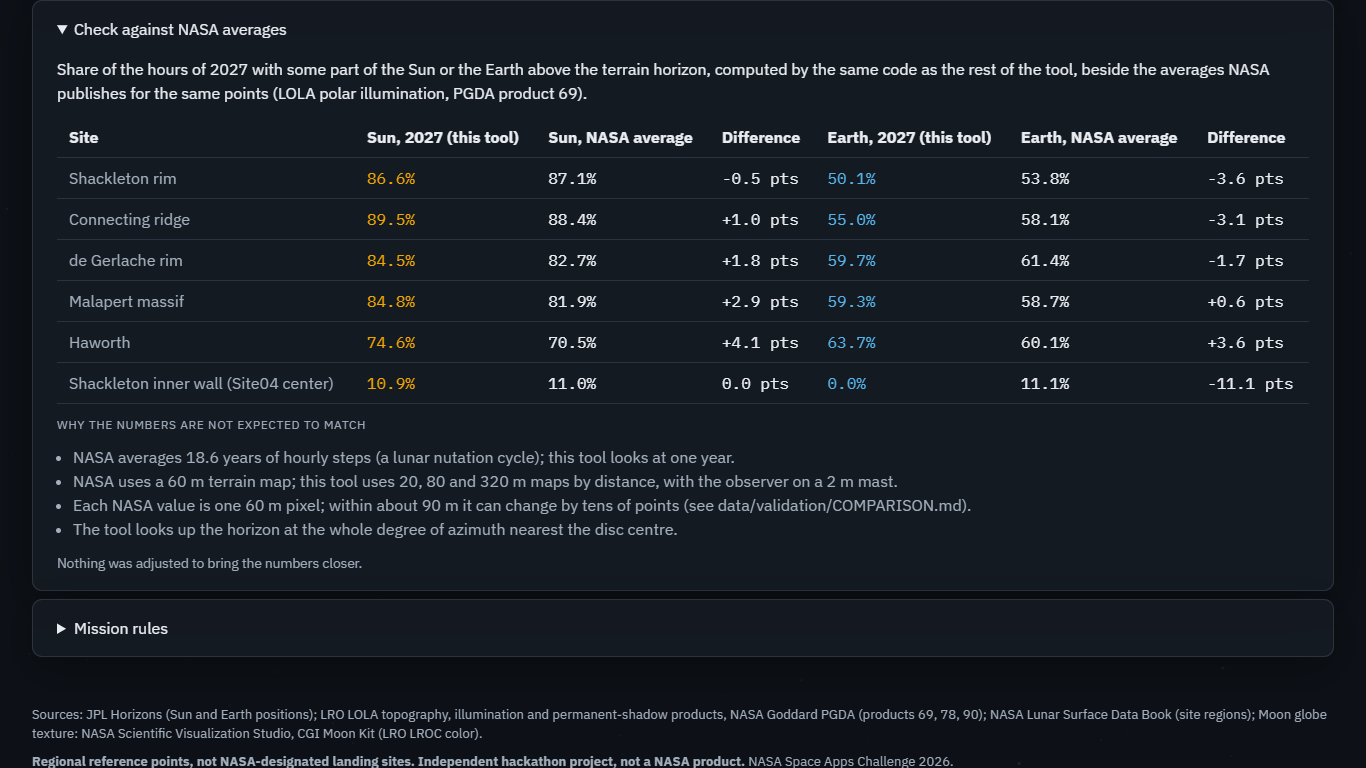 ▼ Check against NASA averages
Share of the hours of 2027 with some part of the Sun or the Earth above the terrain horizon, computed by the same code as the rest of the tool, beside the averages NASA
publishes for the same points (LOLA polar illumination, PGDA product 69).
Site Sun, 2027 (this tool) Sun, NASA average Difference Earth, 2027 (this tool) Earth, NASA average Difference
Shackleton rim 86.6% 87.1% -0.5 pts 50.1% 53.8% -3.6 pts
Connecting ridge 89.5% 88.4% +1.0 pts 55.0% 58.1% -3.1 pts
de Gerlache rim 84.5% 82.7% +1.8 pts 59.7% 61.4% -1.7 pts
Malapert massif 84.8% 81.9% +2.9 pts 59.3% 58.7% +0.6 pts
Haworth 74.6% 70.5% +4.1 pts 63.7% 60.1% +3.6 pts
Shackleton inner wall (Site04 center) 10.9% 11.0% 0.0 pts 0.0% 11.1% -11.1 pts
WHY THE NUMBERS ARE NOT EXPECTED TO MATCH
• NASA averages 18.6 years of hourly steps (a lunar nutation cycle); this tool looks at one year.
• NASA uses a 60 m terrain map; this tool uses 20, 80 and 320 m maps by distance, with the observer on a 2 m mast.
• Each NASA value is one 60 m pixel; within about 90 m it can change by tens of points (see data/validation/COMPARISON.md).
• The tool looks up the horizon at the whole degree of azimuth nearest the disc centre.
Nothing was adjusted to bring the numbers closer.
▶ Mission rules
Sources: JPL Horizons (Sun and Earth positions); LRO LOLA topography, illumination and permanent-shadow products, NASA Goddard PGDA (products 69, 78, 90); NASA Lunar Surface Data Book (site regions); Moon globe
texture: NASA Scientific Visualization Studio, CGI Moon Kit (LRO LROC color).
Regional reference points, not NASA-designated landing sites. Independent hackathon project, not a NASA product. NASA Space Apps Challenge 2026.